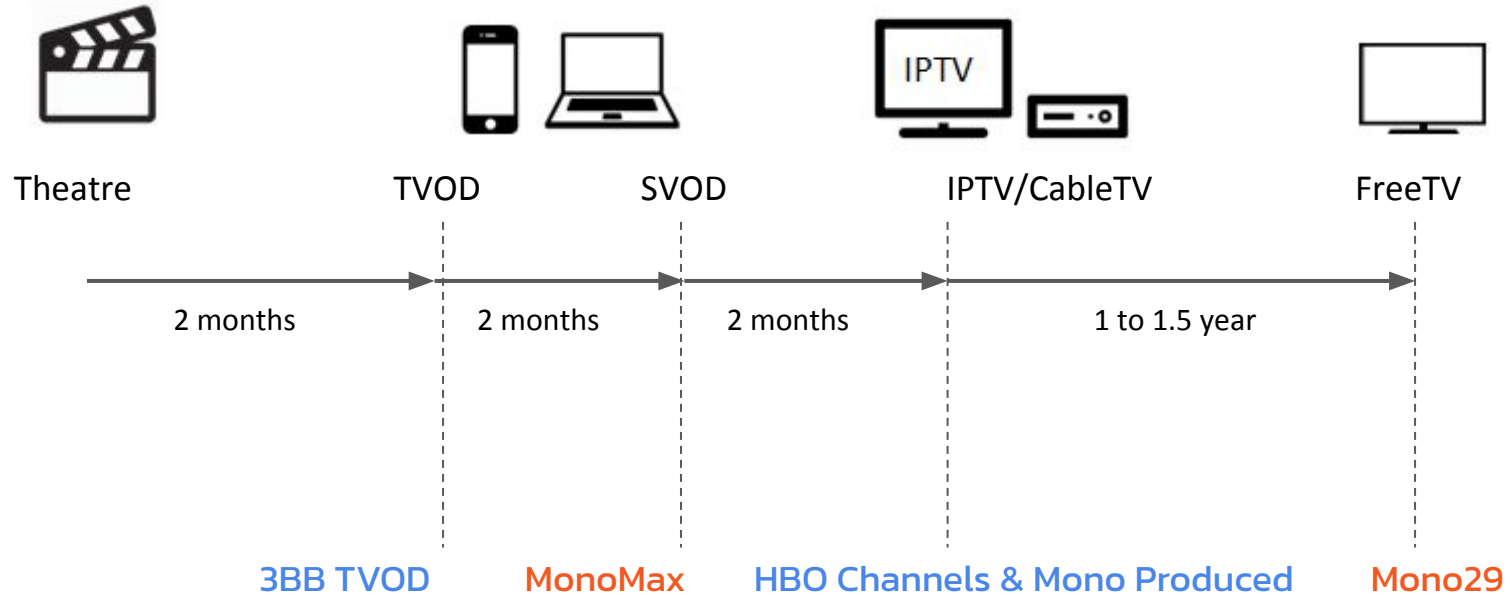 IPTV
Theatre TVOD SVOD IPTV/CableTV FreeTV
2 months 2 months 2 months 1 to 1.5 year
3BB TVOD MonoMax HBO Channels & Mono Produced Mono29